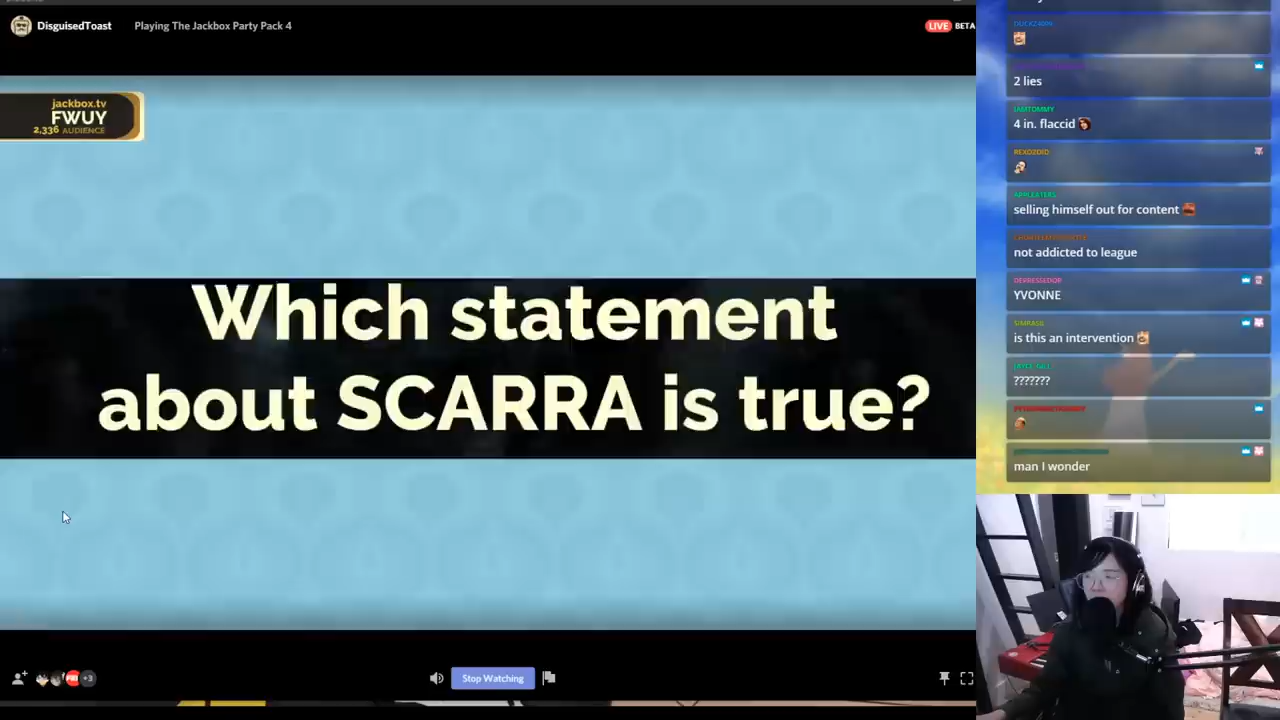 DisguisedToast
Playing The Jackbox Party Pack 4
LIVE BETA
jackbox.tv
FWUY
2,336 AUDIENCE
Which statement
about SCARRA is true?
Stop Watching
+3
2 lies
IAMTOMMY
4 in. flaccid
selling himself out for content
not addicted to league
YVONNE
is this an intervention
???????
man I wonder